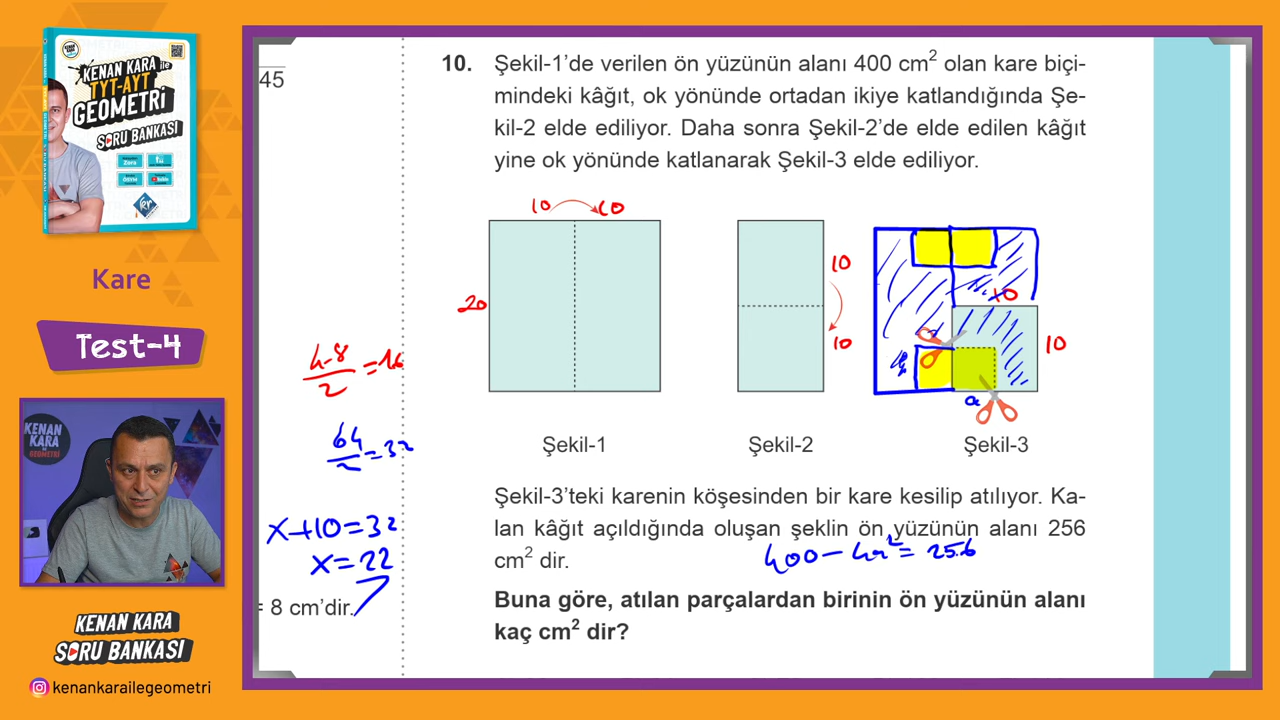 KENAN KARA ile
TYT-AYT
GEOMETRİ
SORU BANKASI
Kare
Test-4
KENAN
KARA
GEOMETRİ
KENAN KARA
SORU BANKASI
kenankarailegeometri
45
4·8/2=16
64/2=32
x+10=32
x=22
= 8 cm'dir.
10. Şekil-1'de verilen ön yüzünün alanı 400 cm² olan kare biçi-
mindeki kâğıt, ok yönünde ortadan ikiye katlandığında Şe-
kil-2 elde ediliyor. Daha sonra Şekil-2'de elde edilen kâğıt
yine ok yönünde katlanarak Şekil-3 elde ediliyor.
10 10
20
10
10
10
10
a
Şekil-1 Şekil-2 Şekil-3
Şekil-3'teki karenin köşesinden bir kare kesilip atılıyor. Ka-
lan kâğıt açıldığında oluşan şeklin ön yüzünün alanı 256
cm² dir.
400 - 4a² = 256
Buna göre, atılan parçalardan birinin ön yüzünün alanı
kaç cm² dir?